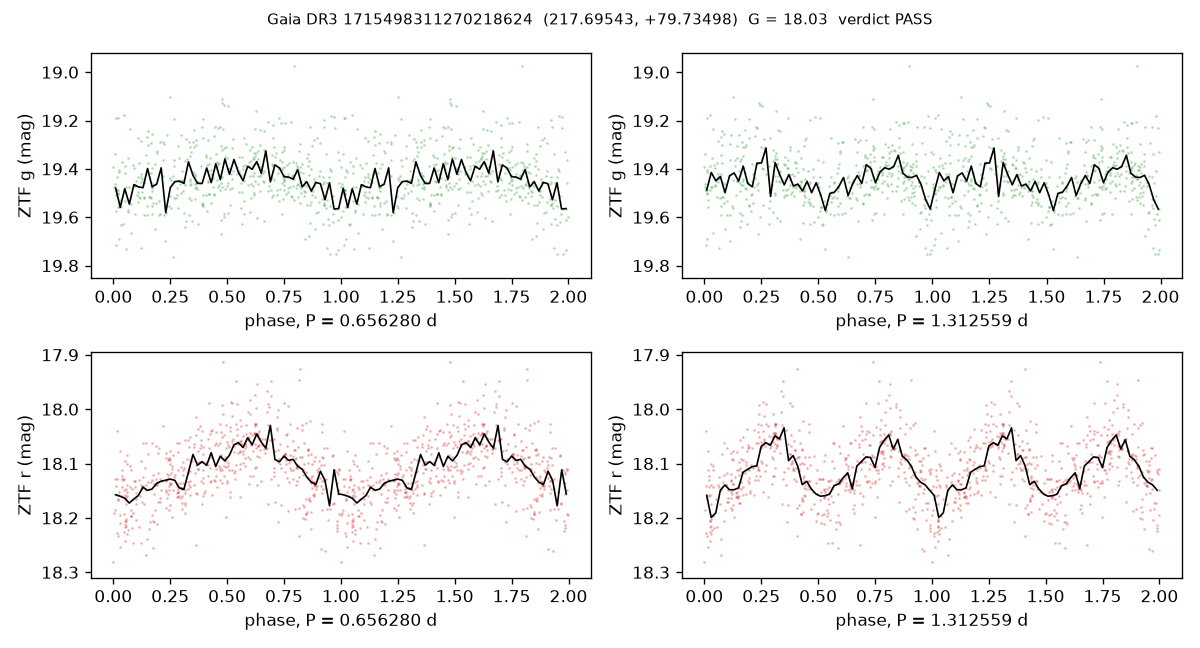 Gaia DR3 1715498311270218624 (217.69543, +79.73498) G = 18.03 verdict PASS
ZTF g (mag)
19.0
19.2
19.4
19.6
19.8
0.00 0.25 0.50 0.75 1.00 1.25 1.50 1.75 2.00
phase, P = 0.656280 d
ZTF g (mag)
19.0
19.2
19.4
19.6
19.8
0.00 0.25 0.50 0.75 1.00 1.25 1.50 1.75 2.00
phase, P = 1.312559 d
ZTF r (mag)
17.9
18.0
18.1
18.2
18.3
0.00 0.25 0.50 0.75 1.00 1.25 1.50 1.75 2.00
phase, P = 0.656280 d
ZTF r (mag)
17.9
18.0
18.1
18.2
18.3
0.00 0.25 0.50 0.75 1.00 1.25 1.50 1.75 2.00
phase, P = 1.312559 d